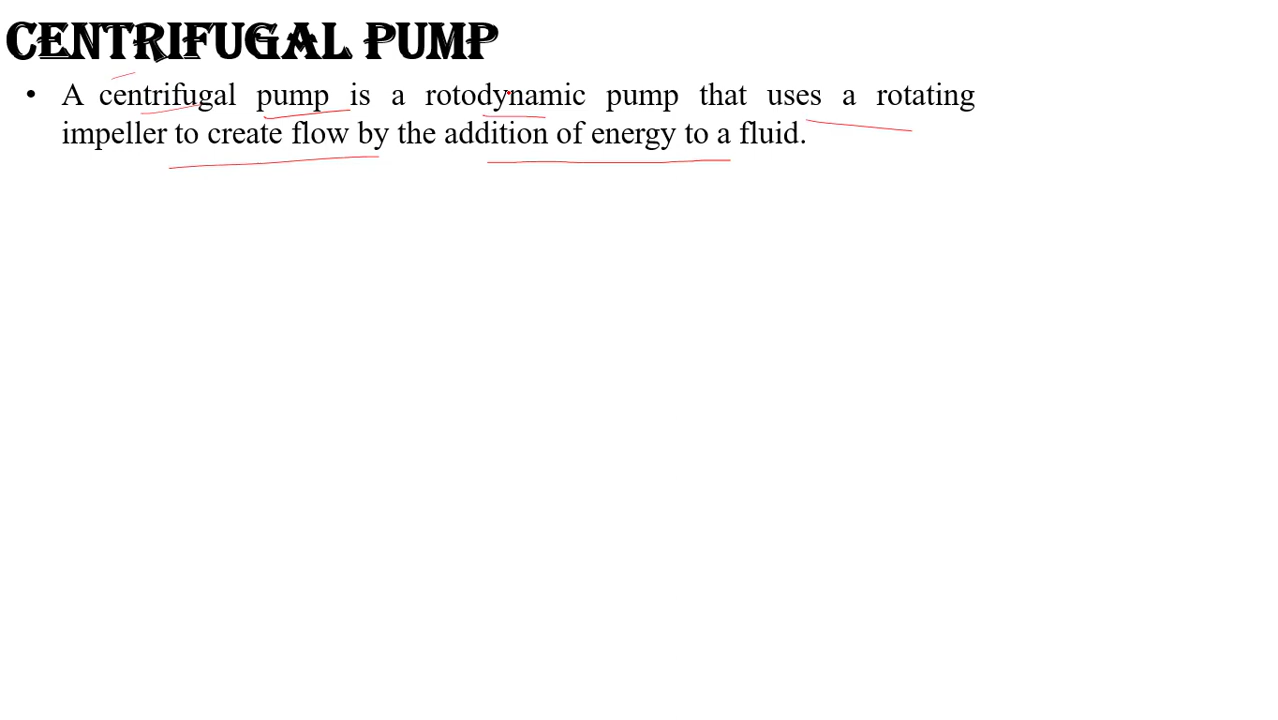 CENTRIFUGAL PUMP
• A centrifugal pump is a rotodynamic pump that uses a rotating
impeller to create flow by the addition of energy to a fluid.